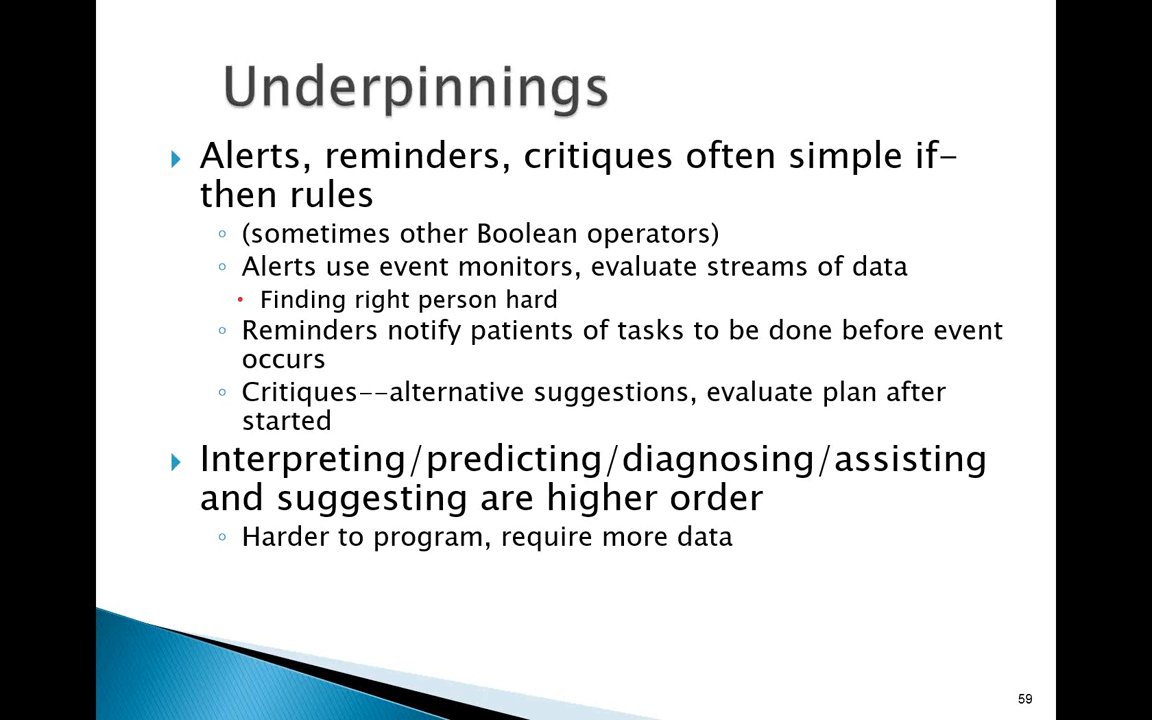 Underpinnings
Alerts, reminders, critiques often simple if-
then rules
(sometimes other Boolean operators)
Alerts use event monitors, evaluate streams of data
Finding right person hard
Reminders notify patients of tasks to be done before event
occurs
Critiques--alternative suggestions, evaluate plan after
started
Interpreting/predicting/diagnosing/assisting
and suggesting are higher order
Harder to program, require more data
59